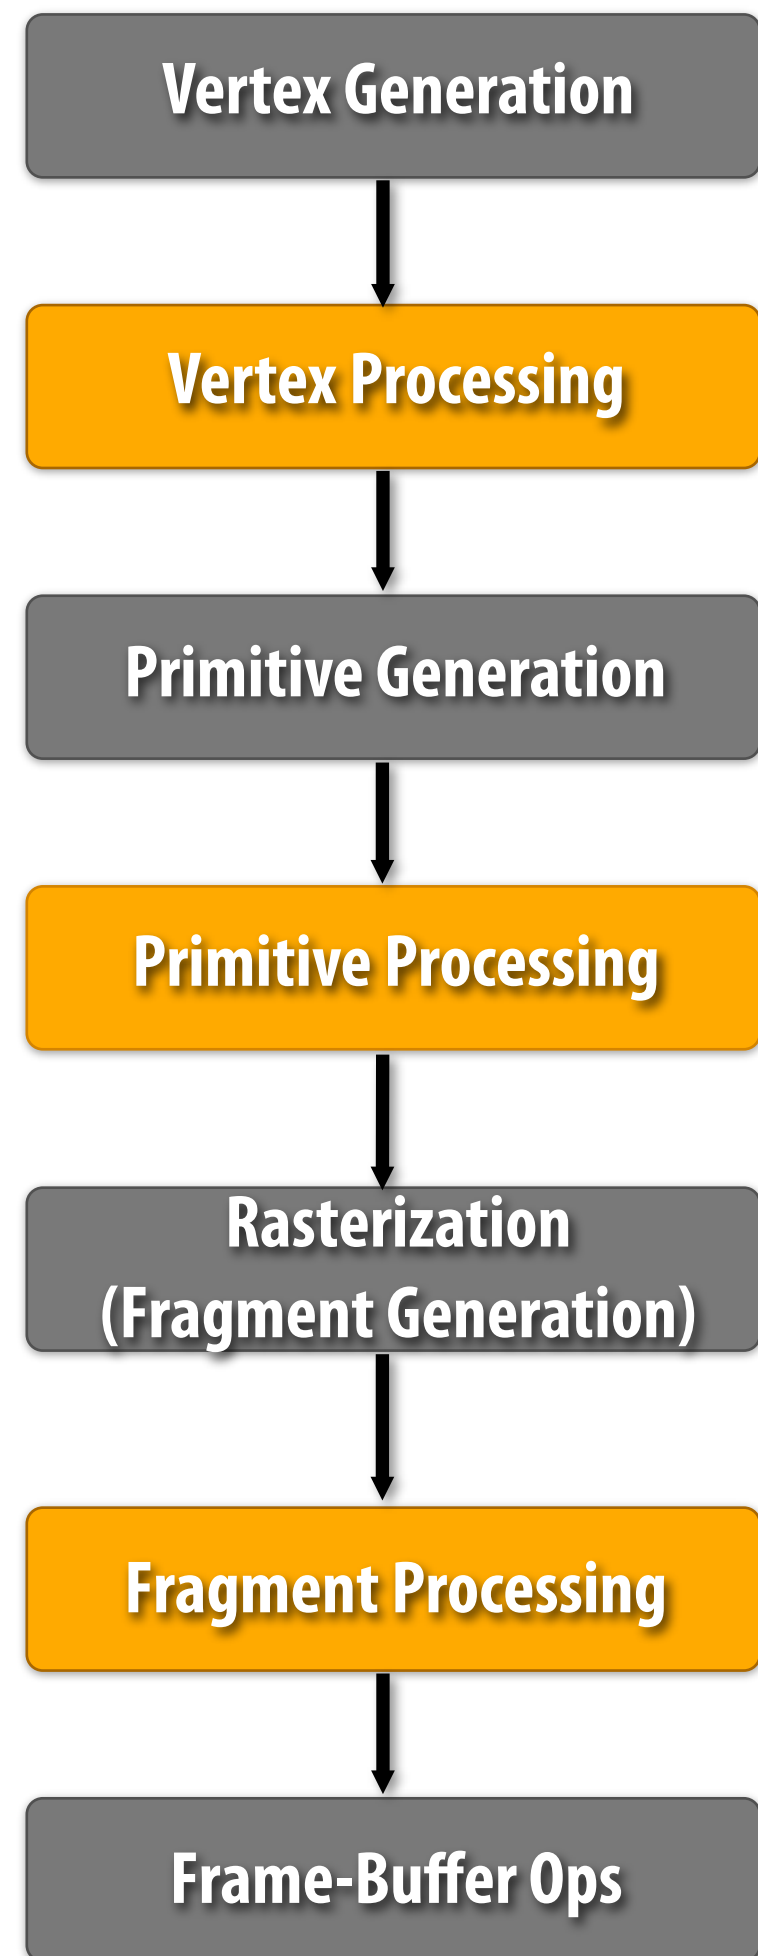 Vertex Generation
Vertex Processing
Primitive Generation
Primitive Processing
Rasterization
(Fragment Generation)
Fragment Processing
Frame-Buffer Ops